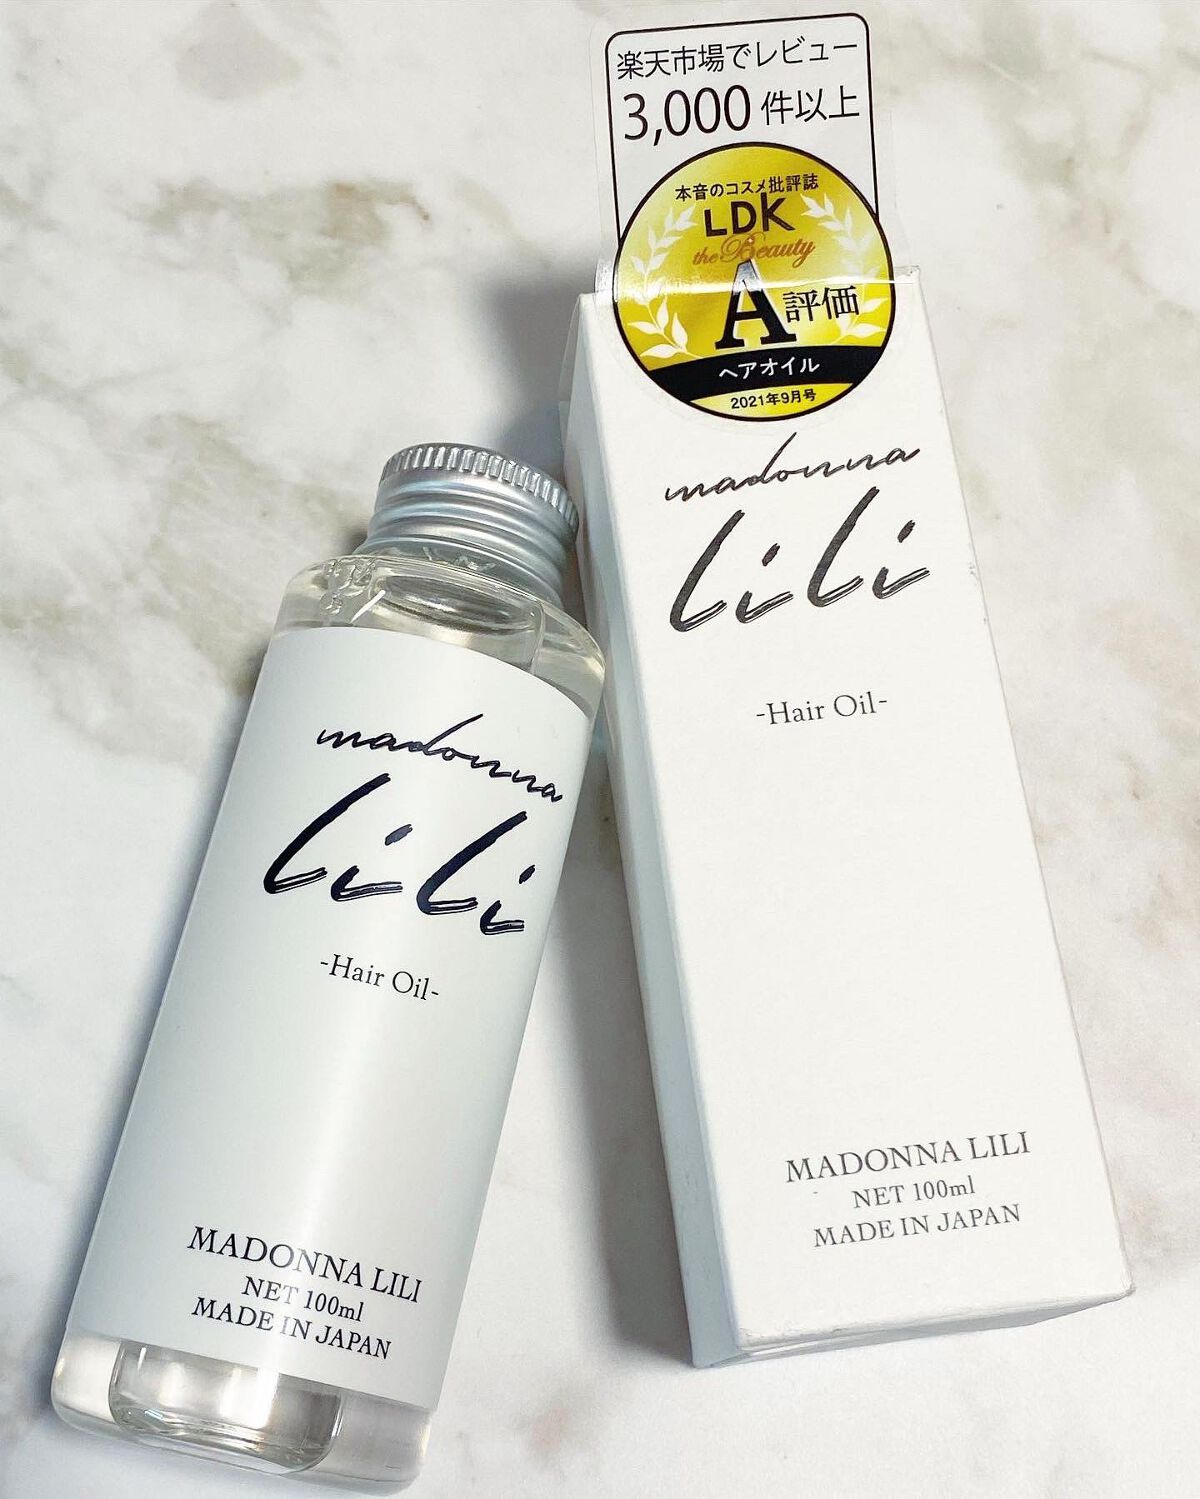 楽天市場でレビュー
3,000 件以上
本音のコスメ批評誌
LDK
the Beauty
A評価
ヘアオイル
2021年9月号
madonna
lili
-Hair Oil-
MADONNA LILI
NET 100ml
MADE IN JAPAN
madonna
lili
-Hair Oil-
MADONNA LILI
NET 100ml
MADE IN JAPAN